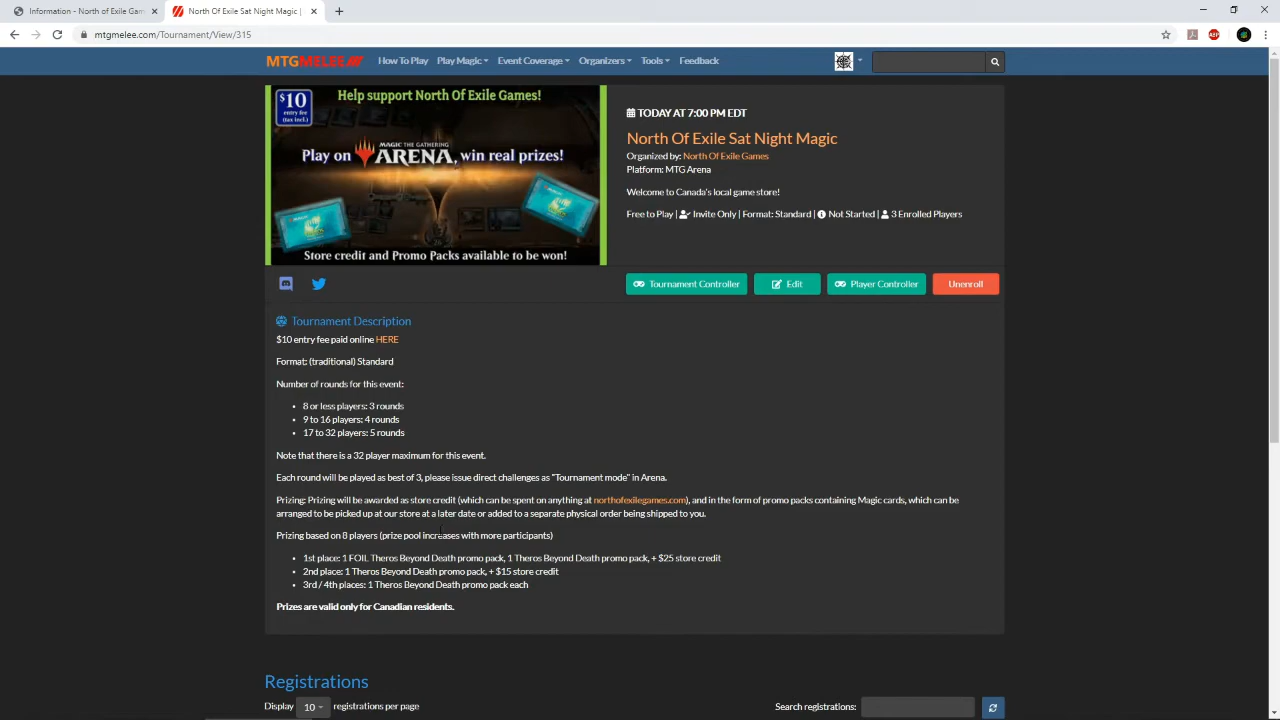 Information - North of Exile Gam
North Of Exile Sat Night Magic |
mtgmelee.com/Tournament/View/315
MTGMELEE
How To Play
Play Magic
Event Coverage
Organizers
Tools
Feedback
$10
entry fee
(tax incl.)
Help support North Of Exile Games!
Play on MAGIC THE GATHERING ARENA, win real prizes!
Store credit and Promo Packs available to be won!
TODAY AT 7:00 PM EDT
North Of Exile Sat Night Magic
Organized by: North Of Exile Games
Platform: MTG Arena
Welcome to Canada's local game store!
Free to Play | Invite Only | Format: Standard | Not Started | 3 Enrolled Players
Tournament Controller
Edit
Player Controller
Unenroll
Tournament Description
$10 entry fee paid online HERE
Format: (traditional) Standard
Number of rounds for this event:
• 8 or less players: 3 rounds
• 9 to 16 players: 4 rounds
• 17 to 32 players: 5 rounds
Note that there is a 32 player maximum for this event.
Each round will be played as best of 3, please issue direct challenges as "Tournament mode" in Arena.
Prizing: Prizing will be awarded as store credit (which can be spent on anything at northofexilegames.com), and in the form of promo packs containing Magic cards, which can be
arranged to be picked up at our store at a later date or added to a separate physical order being shipped to you.
Prizing based on 8 players (prize pool increases with more participants)
• 1st place: 1 FOIL Theros Beyond Death promo pack, 1 Theros Beyond Death promo pack, + $25 store credit
• 2nd place: 1 Theros Beyond Death promo pack, + $15 store credit
• 3rd / 4th places: 1 Theros Beyond Death promo pack each
Prizes are valid only for Canadian residents.
Registrations
Display 10 registrations per page
Search registrations: